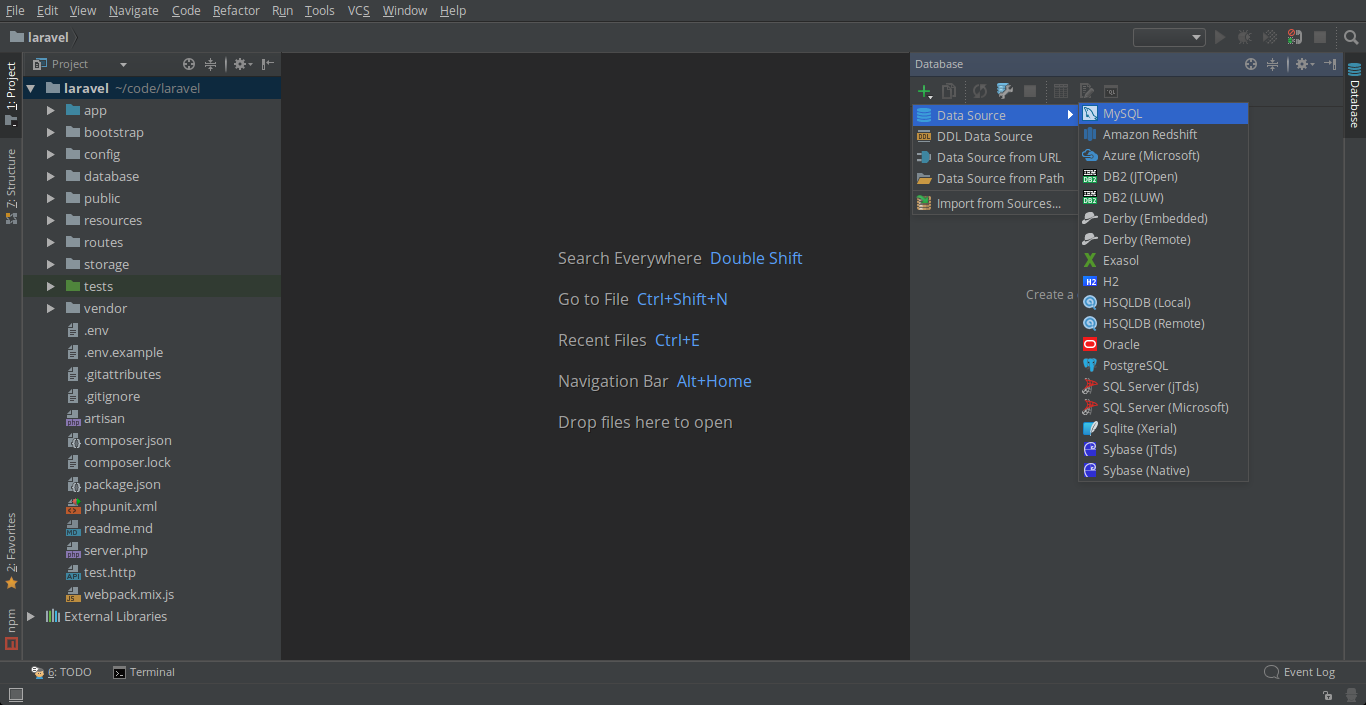 File Edit View Navigate Code Refactor Run Tools VCS Window Help
laravel
1: Project
7: Structure
2: Favorites
npm
Project
laravel ~/code/laravel
app
bootstrap
config
database
public
resources
routes
storage
tests
vendor
.env
.env.example
.gitattributes
.gitignore
artisan
composer.json
composer.lock
package.json
phpunit.xml
readme.md
server.php
test.http
webpack.mix.js
External Libraries
Search Everywhere Double Shift
Go to File Ctrl+Shift+N
Recent Files Ctrl+E
Navigation Bar Alt+Home
Drop files here to open
Database
Data Source
DDL Data Source
Data Source from URL
Data Source from Path
Import from Sources...
Create a
MySQL
Amazon Redshift
Azure (Microsoft)
DB2 (JTOpen)
DB2 (LUW)
Derby (Embedded)
Derby (Remote)
Exasol
H2
HSQLDB (Local)
HSQLDB (Remote)
Oracle
PostgreSQL
SQL Server (jTds)
SQL Server (Microsoft)
Sqlite (Xerial)
Sybase (jTds)
Sybase (Native)
Database
6: TODO Terminal Event Log